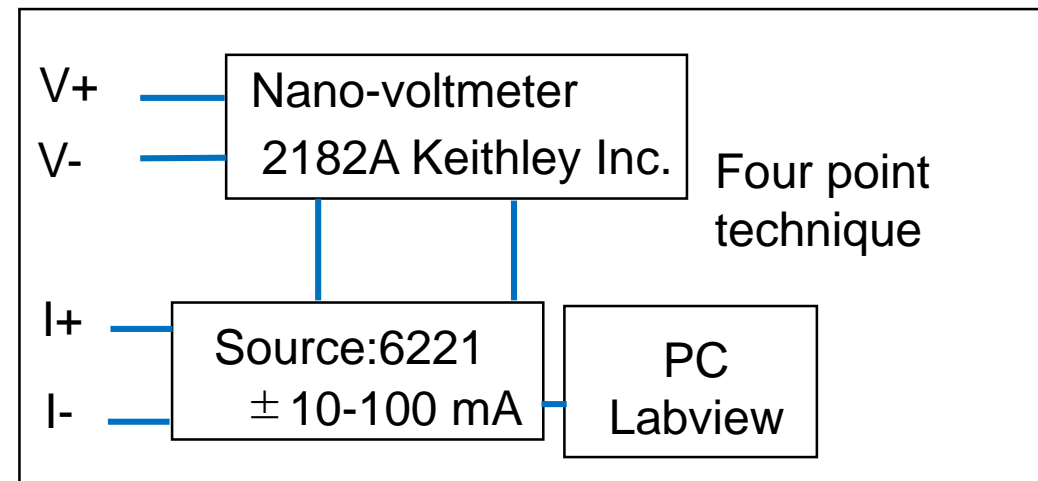 V+
Nano-voltmeter
V-
2182A Keithley Inc.
Four point
technique
I+
Source:6221
PC
I-
±10-100 mA
Labview